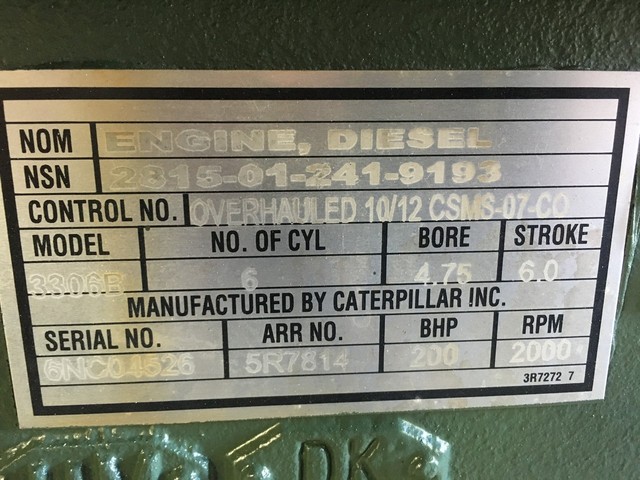 NOM ENGINE, DIESEL
NSN 2815-01-241-9193
CONTROL NO. OVERHAULED 10/12 CSMS-07-CO
MODEL NO. OF CYL BORE STROKE
3306B 6 4.75 6.0
MANUFACTURED BY CATERPILLAR INC.
SERIAL NO. ARR NO. BHP RPM
6NC04526 5R7814 200 2000
3R7272 7
DK